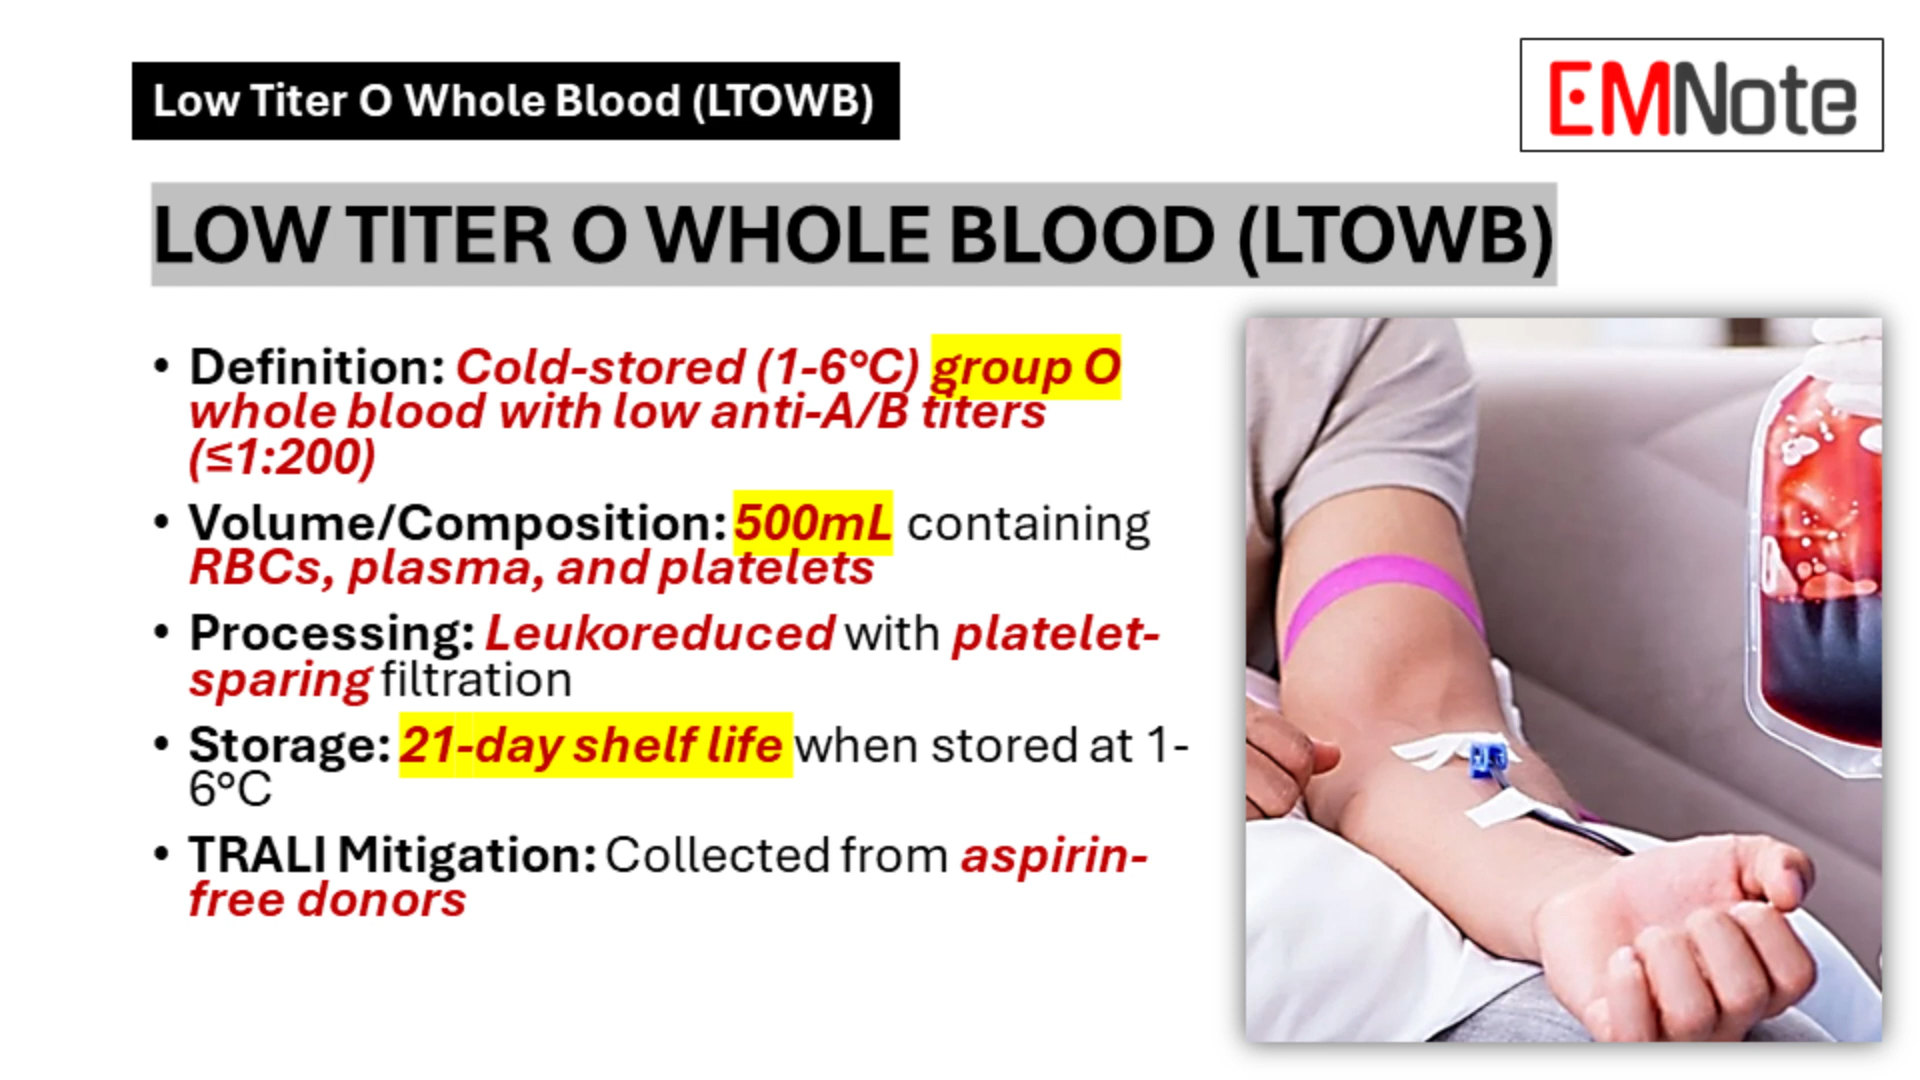 Low Titer O Whole Blood (LTOWB)
EMNote
LOW TITER O WHOLE BLOOD (LTOWB)
• Definition: Cold-stored (1-6°C) group O
whole blood with low anti-A/B titers
(≤1:200)
• Volume/Composition: 500mL containing
RBCs, plasma, and platelets
• Processing: Leukoreduced with platelet-
sparing filtration
• Storage: 21-day shelf life when stored at 1-
6°C
• TRALI Mitigation: Collected from aspirin-
free donors